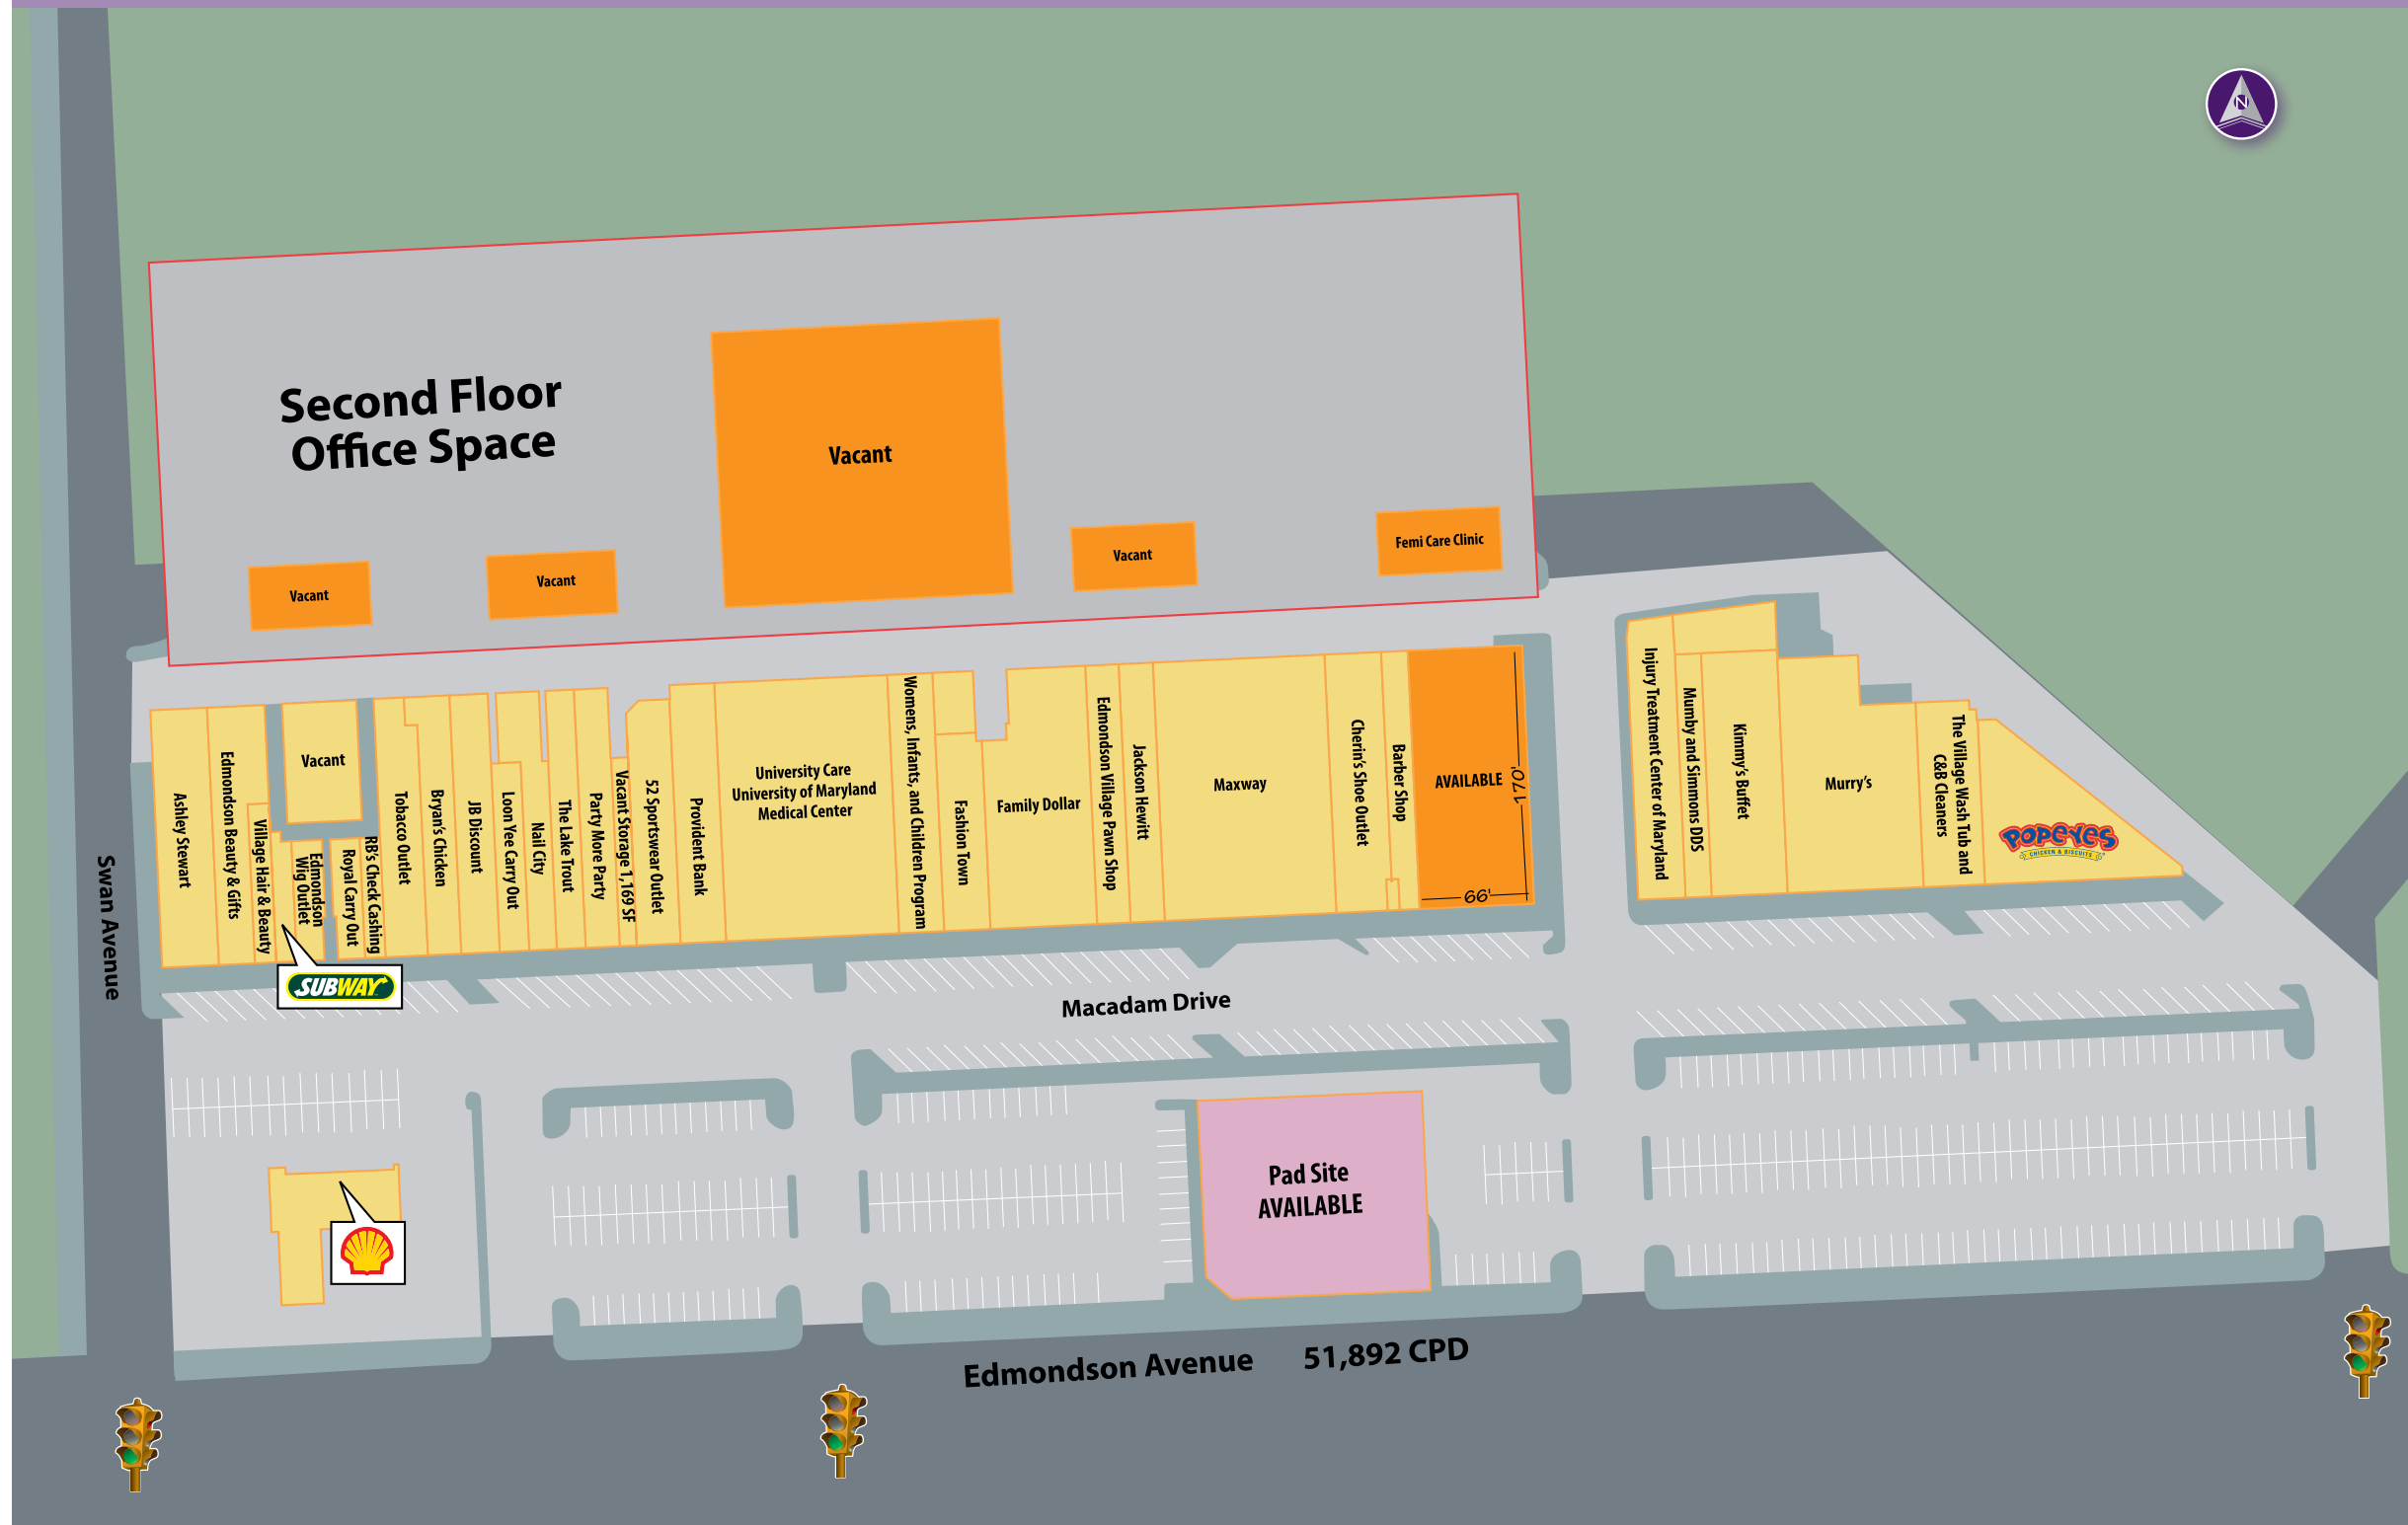 N
Second Floor
Office Space
Vacant
Vacant
Vacant
Vacant
Femi Care Clinic
Ashley Stewart
Edmondson Beauty & Gifts
Village Hair & Beauty
SUBWAY
Vacant
Edmondson
Wig Outlet
Royal Carry Out
RB's Check Cashing
Tobacco Outlet
Bryan's Chicken
JB Discount
Loon Yee Carry Out
Nail City
The Lake Trout
Party More Party
Vacant Storage 1,169 SF
52 Sportswear Outlet
Provident Bank
University Care
University of Maryland
Medical Center
Womens, Infants, and Children Program
Fashion Town
Family Dollar
Edmondson Village Pawn Shop
Jackson Hewitt
Maxway
Cherin's Shoe Outlet
Barber Shop
AVAILABLE
170'
66'
Injury Treatment Center of Maryland
Mumby and Simmons DDS
Kimmy's Buffet
Murry's
The Village Wash Tub and
C&B Cleaners
POPEYES
CHICKEN & BISCUITS
Swan Avenue
Macadam Drive
Pad Site
AVAILABLE
Edmondson Avenue 51,892 CPD